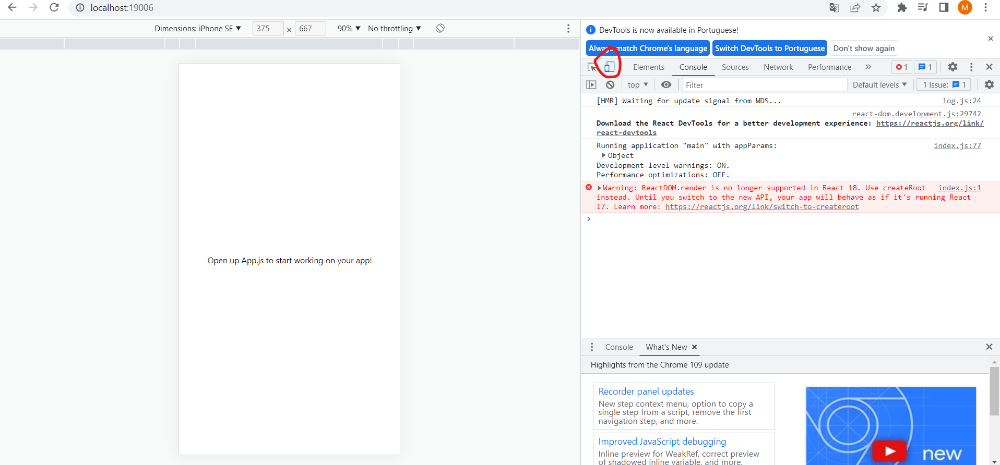 localhost:19006
M
Dimensions: iPhone SE ▼ 375 × 667 90% ▼ No throttling ▼
DevTools is now available in Portuguese!
Always match Chrome's language Switch DevTools to Portuguese Don't show again
Elements Console Sources Network Performance » 1 1
top ▼ Filter Default levels ▼ 1 Issue: 1
[HMR] Waiting for update signal from WDS... log.js:24
react-dom.development.js:29742
Download the React DevTools for a better development experience: https://reactjs.org/link/
react-devtools
Running application "main" with appParams: index.js:77
Object
Development-level warnings: ON.
Performance optimizations: OFF.
Warning: ReactDOM.render is no longer supported in React 18. Use createRoot index.js:1
instead. Until you switch to the new API, your app will behave as if it's running React
17. Learn more: https://reactjs.org/link/switch-to-createroot
Open up App.js to start working on your app!
Console What's New
Highlights from the Chrome 109 update
Recorder panel updates
New step context menu, option to copy a
single step from a script, remove the first
navigation step, and more.
Improved JavaScript debugging
Inline preview for WeakRef, correct preview
of shadowed inline variable, and more.
new